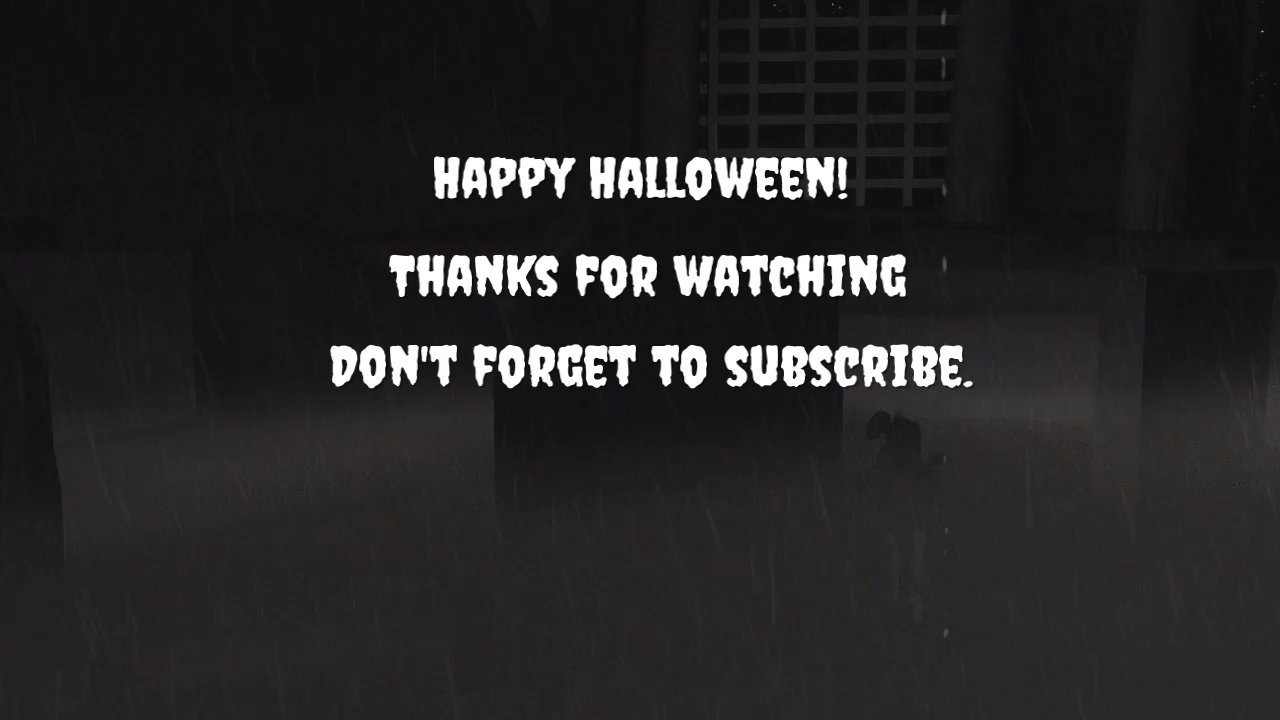 HAPPY HALLOWEEN!
THANKS FOR WATCHING
DON'T FORGET TO SUBSCRIBE.